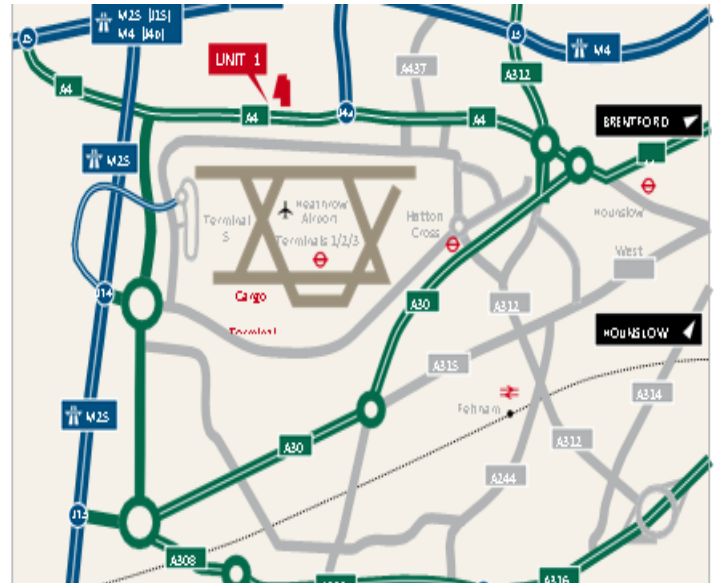 M25 (J15)
M4 (J4b)
J5
J3
M4
UNIT 1
A437
A312
A4
A4
J4a
A4
BRENTFORD
M25
Heathrow
Airport
Terminal
5
Hatton
Cross
Terminals 1/2/3
Hounslow
West
J14
Cargo
Terminal
A30
A312
HOUNSLOW
A315
A314
M25
Feltham
A30
A312
A244
J13
A308
A316